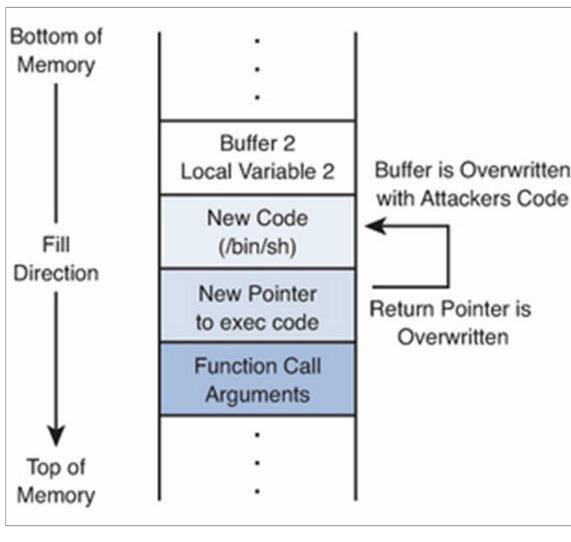 Bottom of
Memory
Buffer 2
Local Variable 2
Buffer is Overwritten
with Attackers Code
New Code
(/bin/sh)
Fill
Direction
New Pointer
to exec code
Return Pointer is
Overwritten
Function Call
Arguments
Top of
Memory